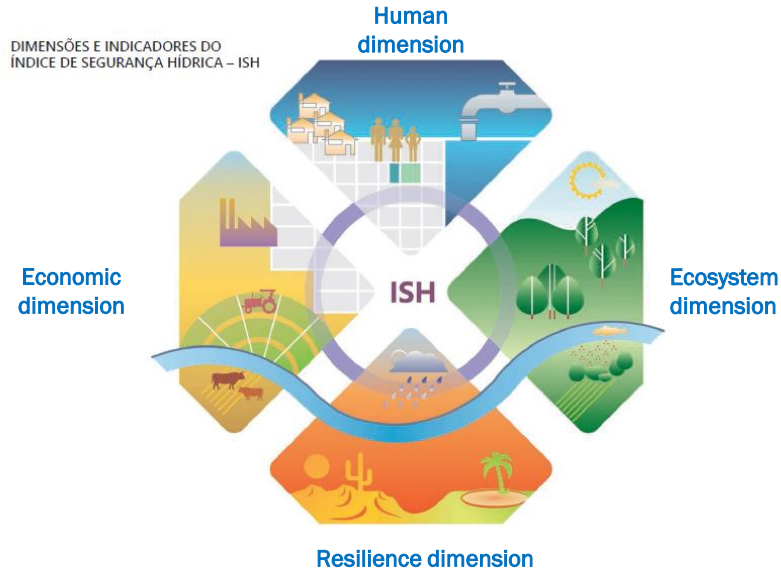 Human
dimension
DIMENSÕES E INDICADORES DO
ÍNDICE DE SEGURANÇA HÍDRICA – ISH
Economic
dimension
ISH
Ecosystem
dimension
Resilience dimension